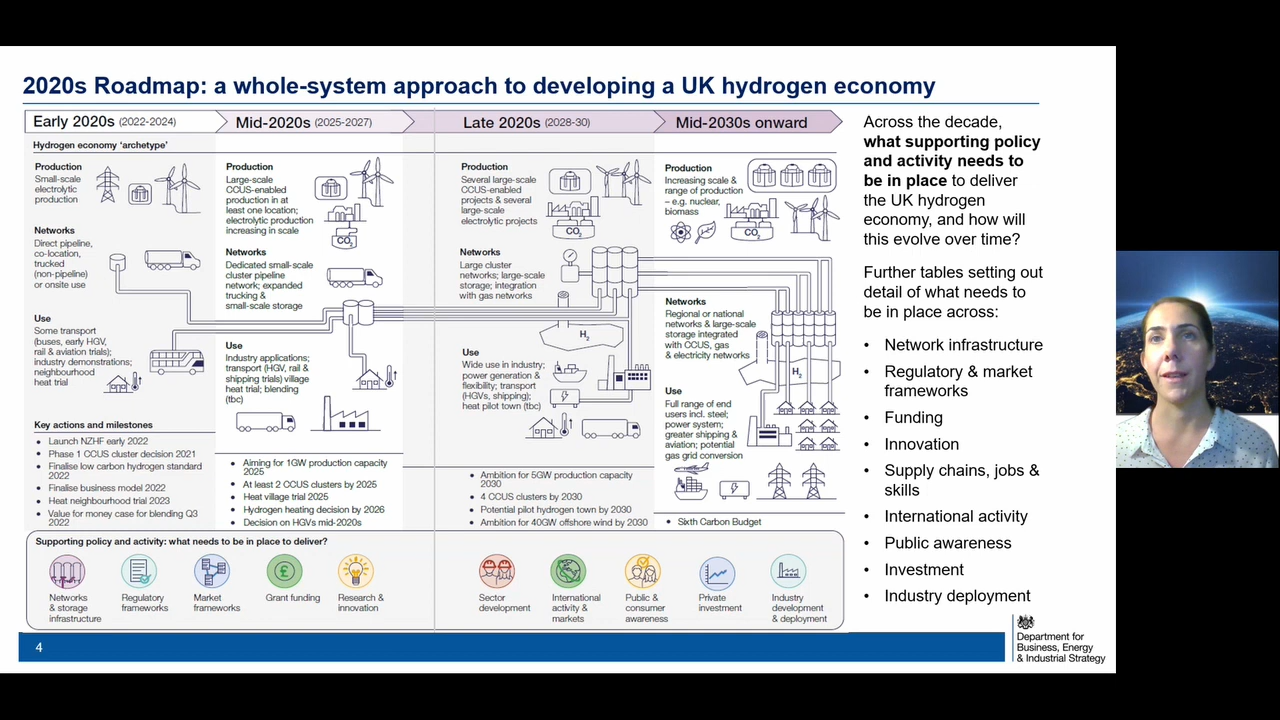 2020s Roadmap: a whole-system approach to developing a UK hydrogen economy
Early 2020s (2022-2024)
Mid-2020s (2025-2027)
Late 2020s (2028-30)
Mid-2030s onward
Hydrogen economy ‘archetype’
Production
Small-scale
electrolytic
production
Networks
Direct pipeline,
co-location,
trucked
(non-pipeline)
or onsite use
Use
Some transport
(buses, early HGV,
rail & aviation trials);
industry demonstrations;
neighbourhood
heat trial
Key actions and milestones
• Launch NZHF early 2022
• Phase 1 CCUS cluster decision 2021
• Finalise low carbon hydrogen standard
2022
• Finalise business model 2022
• Heat neighbourhood trial 2023
• Value for money case for blending Q3
2022
Production
Large-scale
CCUS-enabled
production in at
least one location;
electrolytic production
increasing in scale
CO2
Networks
Dedicated small-scale
cluster pipeline
network; expanded
trucking &
small-scale storage
Use
Industry applications;
transport (HGV, rail &
shipping trials) village
heat trial; blending
(tbc)
• Aiming for 1GW production capacity
2025
• At least 2 CCUS clusters by 2025
• Heat village trial 2025
• Hydrogen heating decision by 2026
• Decision on HGVs mid-2020s
Production
Several large-scale
CCUS-enabled
projects & several
large-scale
electrolytic projects
CO2
Networks
Large cluster
networks; large-scale
storage; integration
with gas networks
H2
Use
Wide use in industry;
power generation &
flexibility; transport
(HGVs, shipping);
heat pilot town (tbc)
• Ambition for 5GW production capacity
2030
• 4 CCUS clusters by 2030
• Potential pilot hydrogen town by 2030
• Ambition for 40GW offshore wind by 2030
Production
Increasing scale &
range of production
– e.g. nuclear,
biomass
CO2
Networks
Regional or national
networks & large-scale
storage integrated
with CCUS, gas
& electricity networks
H2
Use
Full range of end
users incl. steel;
power system;
greater shipping &
aviation; potential
gas grid conversion
• Sixth Carbon Budget
Supporting policy and activity: what needs to be in place to deliver?
Networks
& storage
infrastructure
Regulatory
frameworks
Market
frameworks
£
Grant funding
Research &
innovation
Sector
development
International
activity &
markets
Public &
consumer
awareness
Private
investment
Industry
development
& deployment
Across the decade,
what supporting policy
and activity needs to
be in place to deliver
the UK hydrogen
economy, and how will
this evolve over time?
Further tables setting out
detail of what needs to
be in place across:
• Network infrastructure
• Regulatory & market
frameworks
• Funding
• Innovation
• Supply chains, jobs &
skills
• International activity
• Public awareness
• Investment
• Industry deployment
4
Department for
Business, Energy
& Industrial Strategy